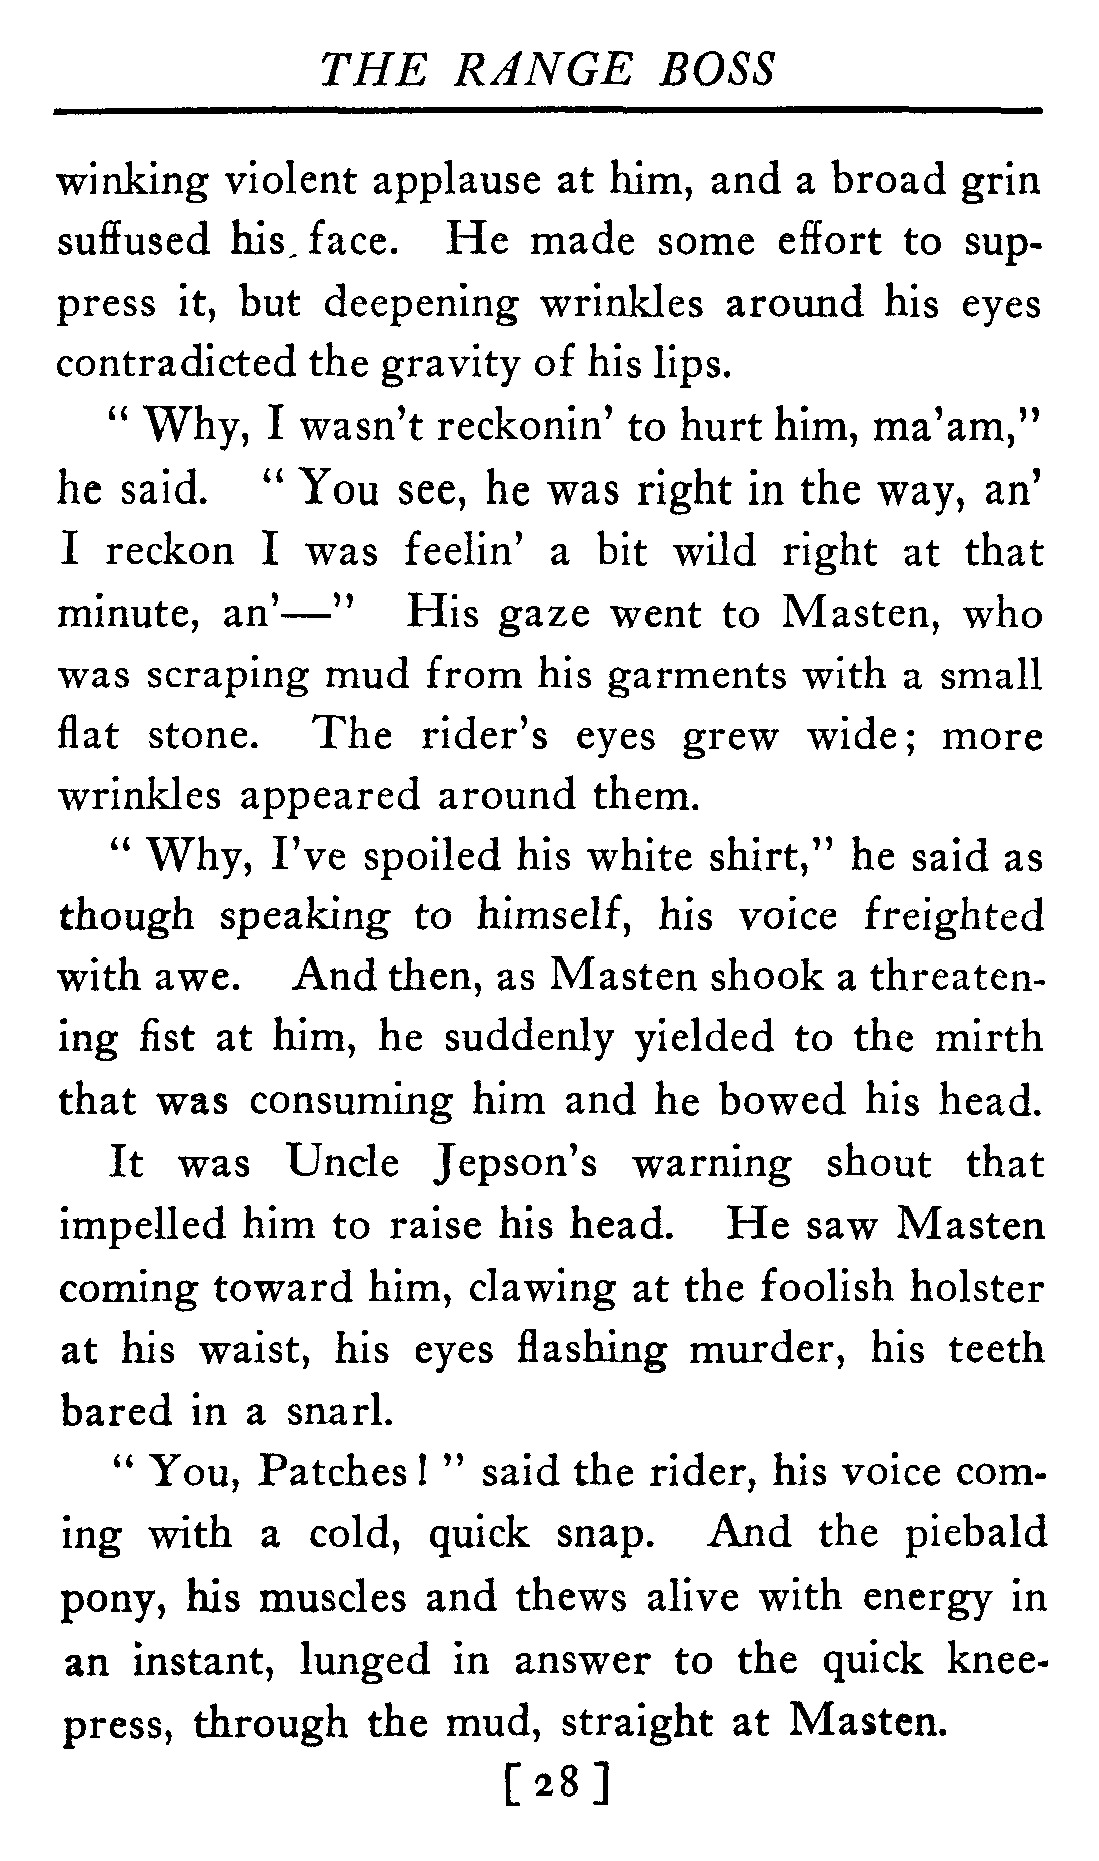 THE RANGE BOSS
winking violent applause at him, and a broad grin
suffused his face. He made some effort to sup-
press it, but deepening wrinkles around his eyes
contradicted the gravity of his lips.
" Why, I wasn't reckonin' to hurt him, ma'am,"
he said. " You see, he was right in the way, an'
I reckon I was feelin' a bit wild right at that
minute, an'—" His gaze went to Masten, who
was scraping mud from his garments with a small
flat stone. The rider's eyes grew wide; more
wrinkles appeared around them.
" Why, I've spoiled his white shirt," he said as
though speaking to himself, his voice freighted
with awe. And then, as Masten shook a threaten-
ing fist at him, he suddenly yielded to the mirth
that was consuming him and he bowed his head.
It was Uncle Jepson's warning shout that
impelled him to raise his head. He saw Masten
coming toward him, clawing at the foolish holster
at his waist, his eyes flashing murder, his teeth
bared in a snarl.
" You, Patches! " said the rider, his voice com-
ing with a cold, quick snap. And the piebald
pony, his muscles and thews alive with energy in
an instant, lunged in answer to the quick knee-
press, through the mud, straight at Masten.
[ 28 ]